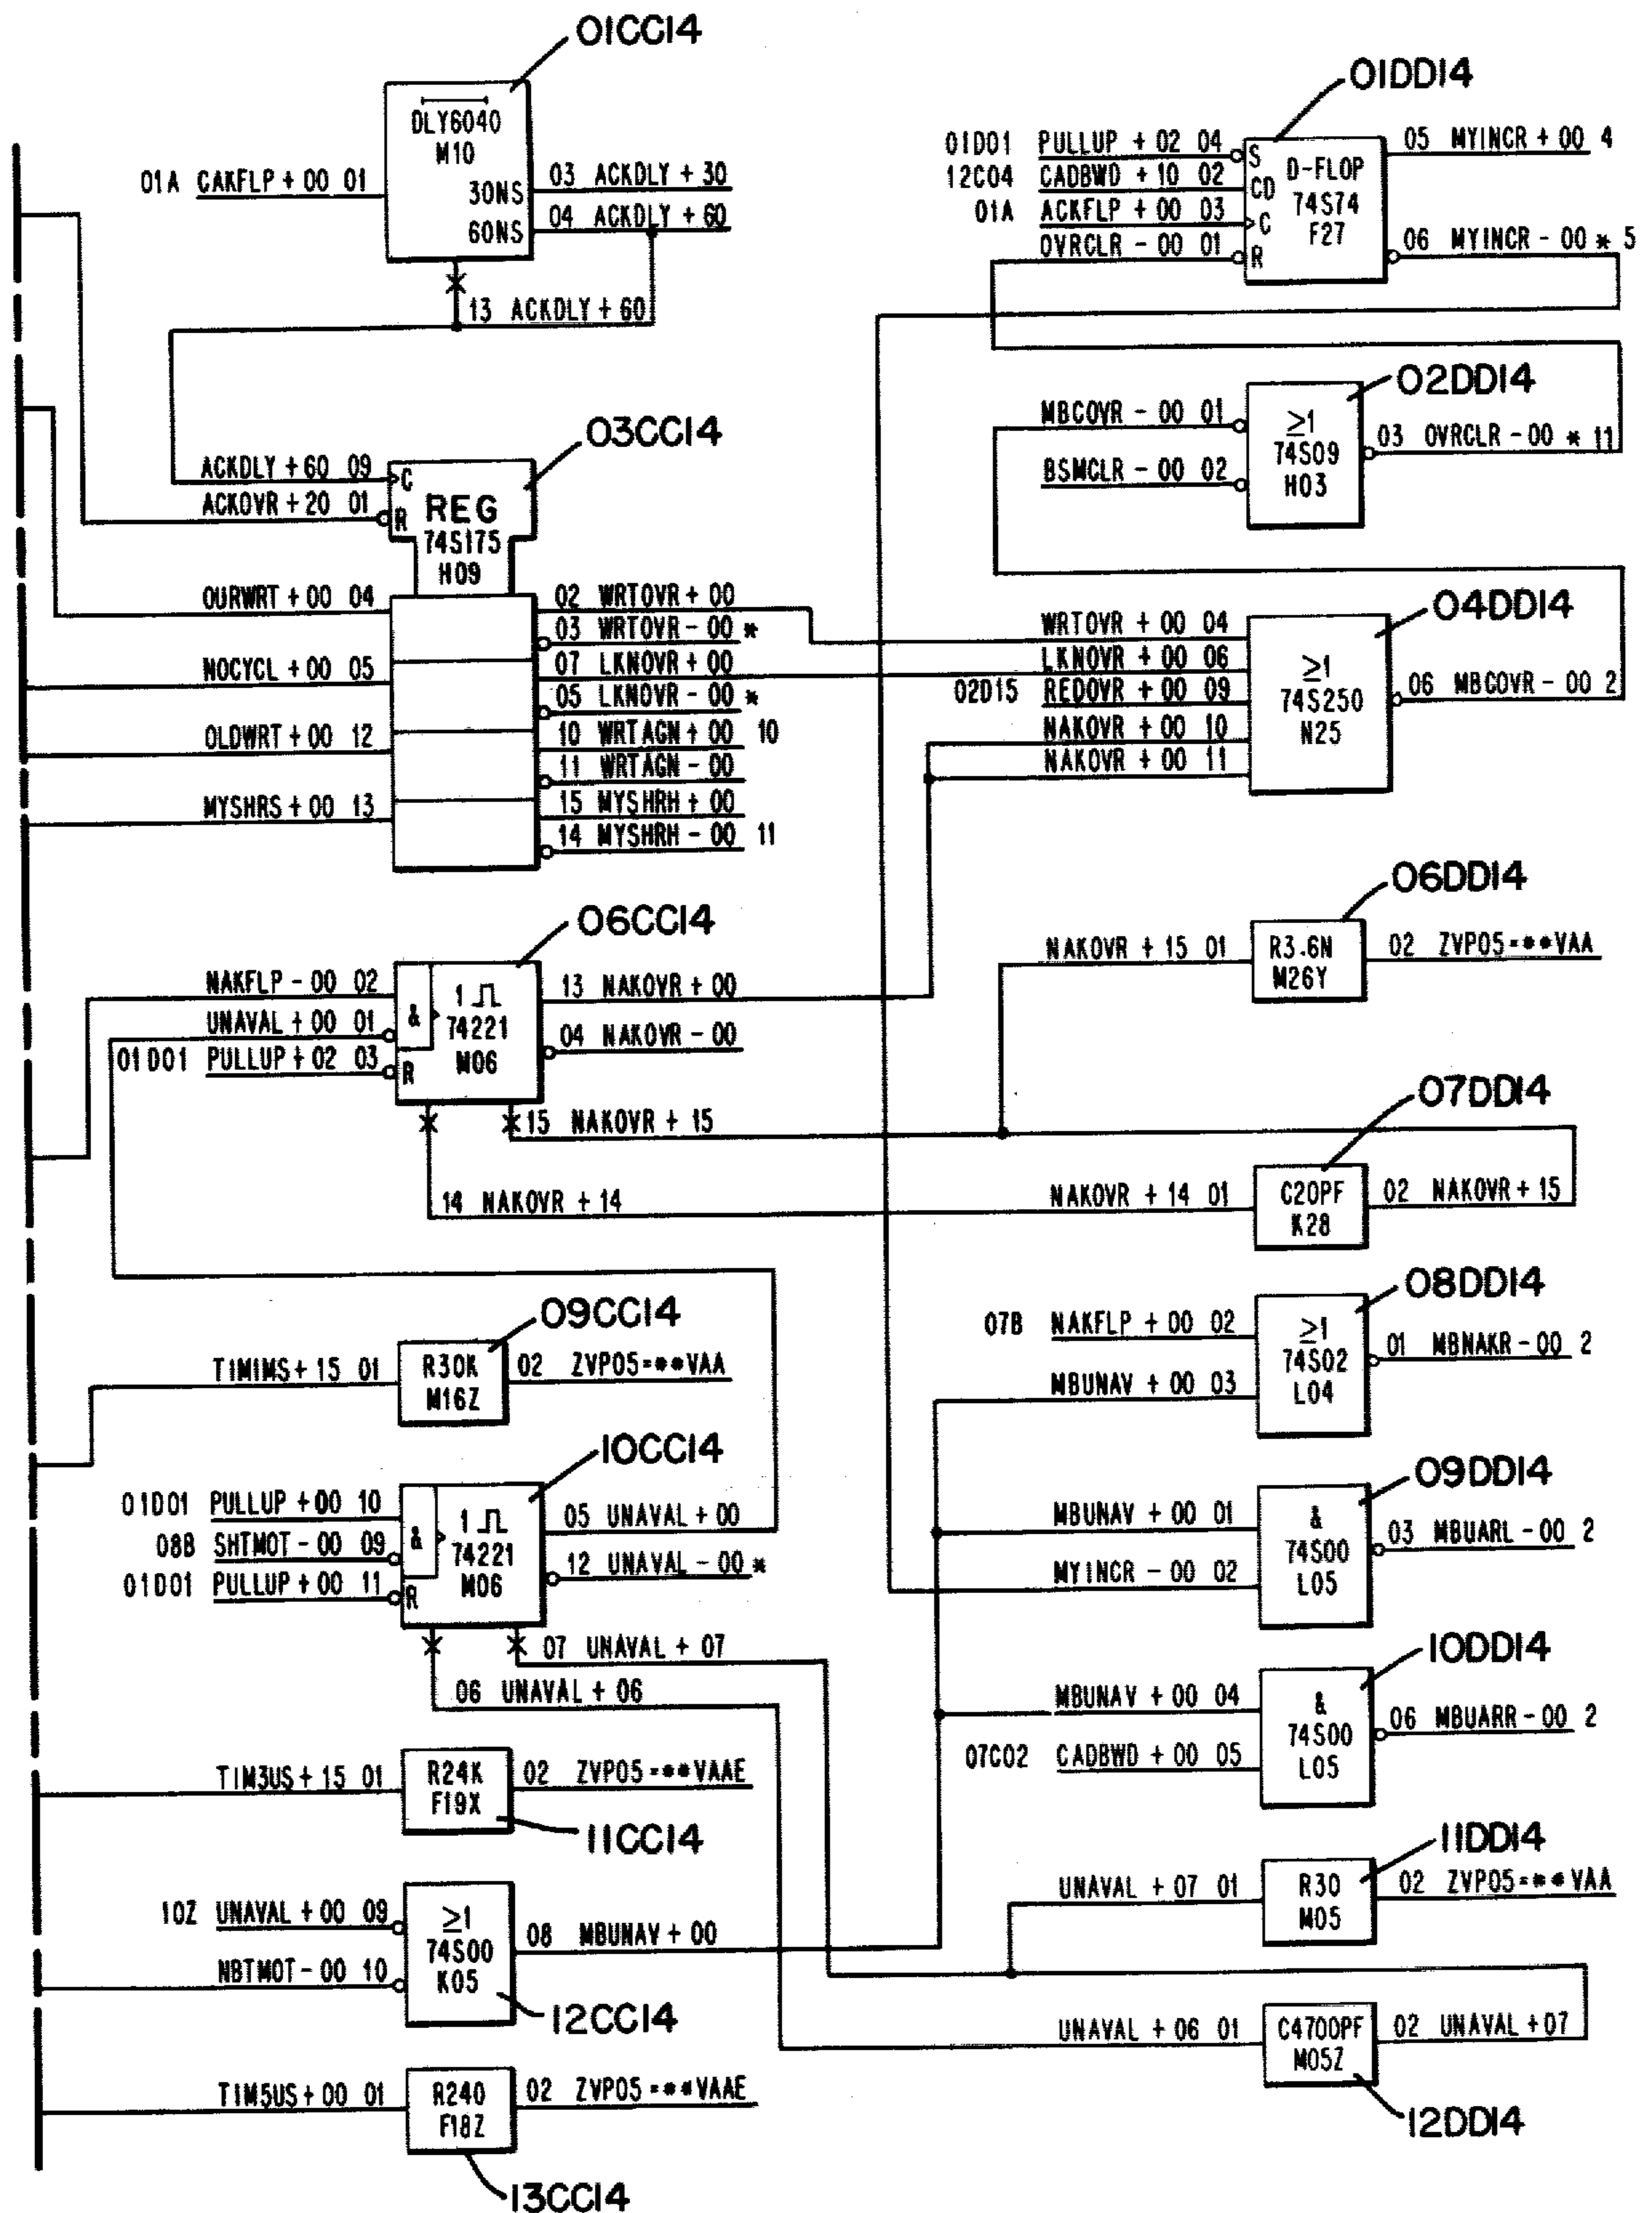 01CC14
DLY6040
M10
01A CAKFLP + 00 01
30NS
03 ACKDLY + 30
60NS
04 ACKDLY + 60
13 ACKDLY + 60
03CC14
ACKDLY + 60 09
C
ACKOVR + 20 01
R
REG
74S175
H09
OURWRT + 00 04
02 WRTOVR + 00
03 WRTOVR - 00 *
NOCYCL + 00 05
07 LKNOVR + 00
05 LKNOVR - 00 *
OLDWRT + 00 12
10 WRTAGN + 00 10
11 WRTAGN - 00
MYSHRS + 00 13
15 MYSHRH + 00
14 MYSHRH - 00 11
06CC14
NAKFLP - 00 02
UNAVAL + 00 01
01D01 PULLUP + 02 03
&
R
1
74221
M06
13 NAKOVR + 00
04 NAKOVR - 00
15 NAKOVR + 15
14 NAKOVR + 14
09CC14
TIMIMS + 15 01
R30K
M16Z
02 ZVP05=**VAA
10CC14
01D01 PULLUP + 00 10
08B SHTMOT - 00 09
01D01 PULLUP + 00 11
&
R
1
74221
M06
05 UNAVAL + 00
12 UNAVAL - 00 *
07 UNAVAL + 07
06 UNAVAL + 06
TIM3US + 15 01
R24K
F19X
02 ZVP05=**VAAE
11CC14
10Z UNAVAL + 00 09
NBTMOT - 00 10
≥1
74S00
K05
08 MBUNAV + 00
12CC14
TIM5US + 00 01
R240
F18Z
02 ZVP05=**VAAE
13CC14
01DD14
01D01 PULLUP + 02 04
12C04 CADBWD + 10 02
01A ACKFLP + 00 03
OVRCLR - 00 01
S
CD
C
R
D-FLOP
74S74
F27
05 MYINCR + 00 4
06 MYINCR - 00 * 5
02DD14
MBCOVR - 00 01
BSMCLR - 00 02
≥1
74S09
H03
03 OVRCLR - 00 * 11
04DD14
WRTOVR + 00 04
LKNOVR + 00 06
02D15 REDOVR + 00 09
NAKOVR + 00 10
NAKOVR + 00 11
≥1
74S250
N25
06 MBCOVR - 00 2
06DD14
NAKOVR + 15 01
R3.6N
M26Y
02 ZVP05=**VAA
07DD14
NAKOVR + 14 01
C20PF
K28
02 NAKOVR + 15
08DD14
07B NAKFLP + 00 02
MBUNAV + 00 03
≥1
74S02
L04
01 MBNAKR - 00 2
09DD14
MBUNAV + 00 01
MYINCR - 00 02
&
74S00
L05
03 MBUARL - 00 2
10DD14
MBUNAV + 00 04
07C02 CADBWD + 00 05
&
74S00
L05
06 MBUARR - 00 2
11DD14
UNAVAL + 07 01
R30
M05
02 ZVP05=**VAA
UNAVAL + 06 01
C4700PF
M05Z
02 UNAVAL + 07
12DD14